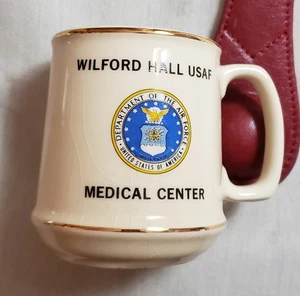 WILFORD HALL USAF
DEPARTMENT OF THE AIR FORCE
UNITED STATES OF AMERICA
MEDICAL CENTER